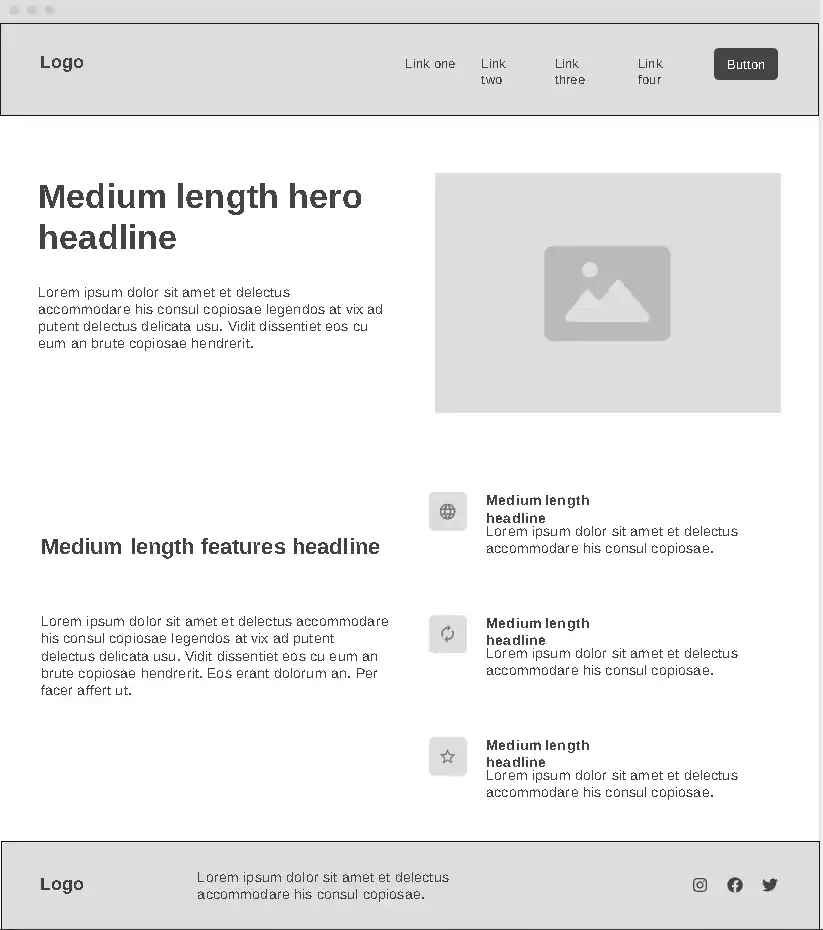 Logo
Link one
Link
two
Link
three
Link
four
Button
Medium length hero
headline
Lorem ipsum dolor sit amet et delectus
accommodare his consul copiosae legendos at vix ad
putent delectus delicata usu. Vidit dissentiet eos cu
eum an brute copiosae hendrerit.
Medium length features headline
Lorem ipsum dolor sit amet et delectus accommodare
his consul copiosae legendos at vix ad putent
delectus delicata usu. Vidit dissentiet eos cu eum an
brute copiosae hendrerit. Eos erant dolorum an. Per
facer affert ut.
Medium length
headline
Lorem ipsum dolor sit amet et delectus
accommodare his consul copiosae.
Medium length
headline
Lorem ipsum dolor sit amet et delectus
accommodare his consul copiosae.
Medium length
headline
Lorem ipsum dolor sit amet et delectus
accommodare his consul copiosae.
Logo
Lorem ipsum dolor sit amet et delectus
accommodare his consul copiosae.